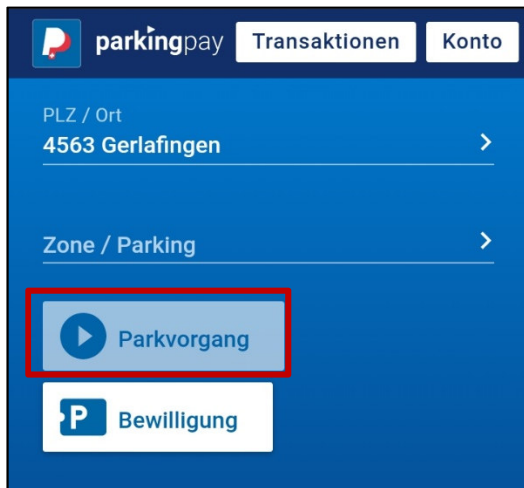 parkingpay Transaktionen Konto
PLZ / Ort
4563 Gerlafingen
Zone / Parking
Parkvorgang
P Bewilligung